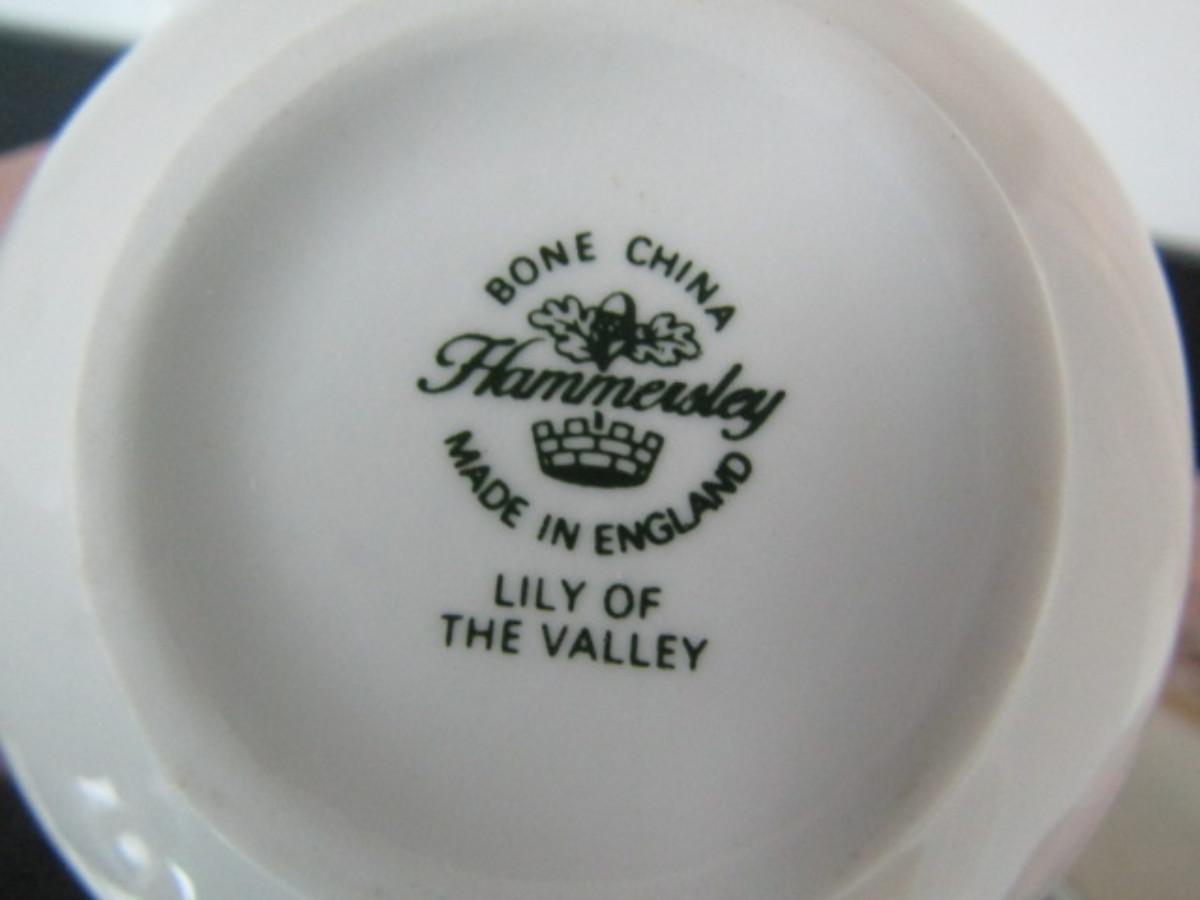 BONE CHINA
Hammersley
MADE IN ENGLAND
LILY OF
THE VALLEY